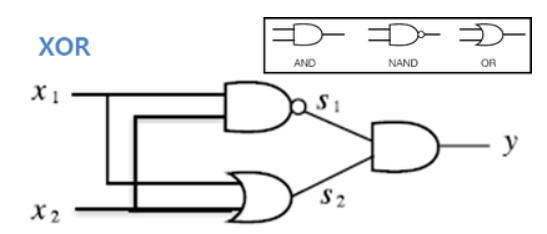 XOR
AND NAND OR
x1
s1
y
x2
s2